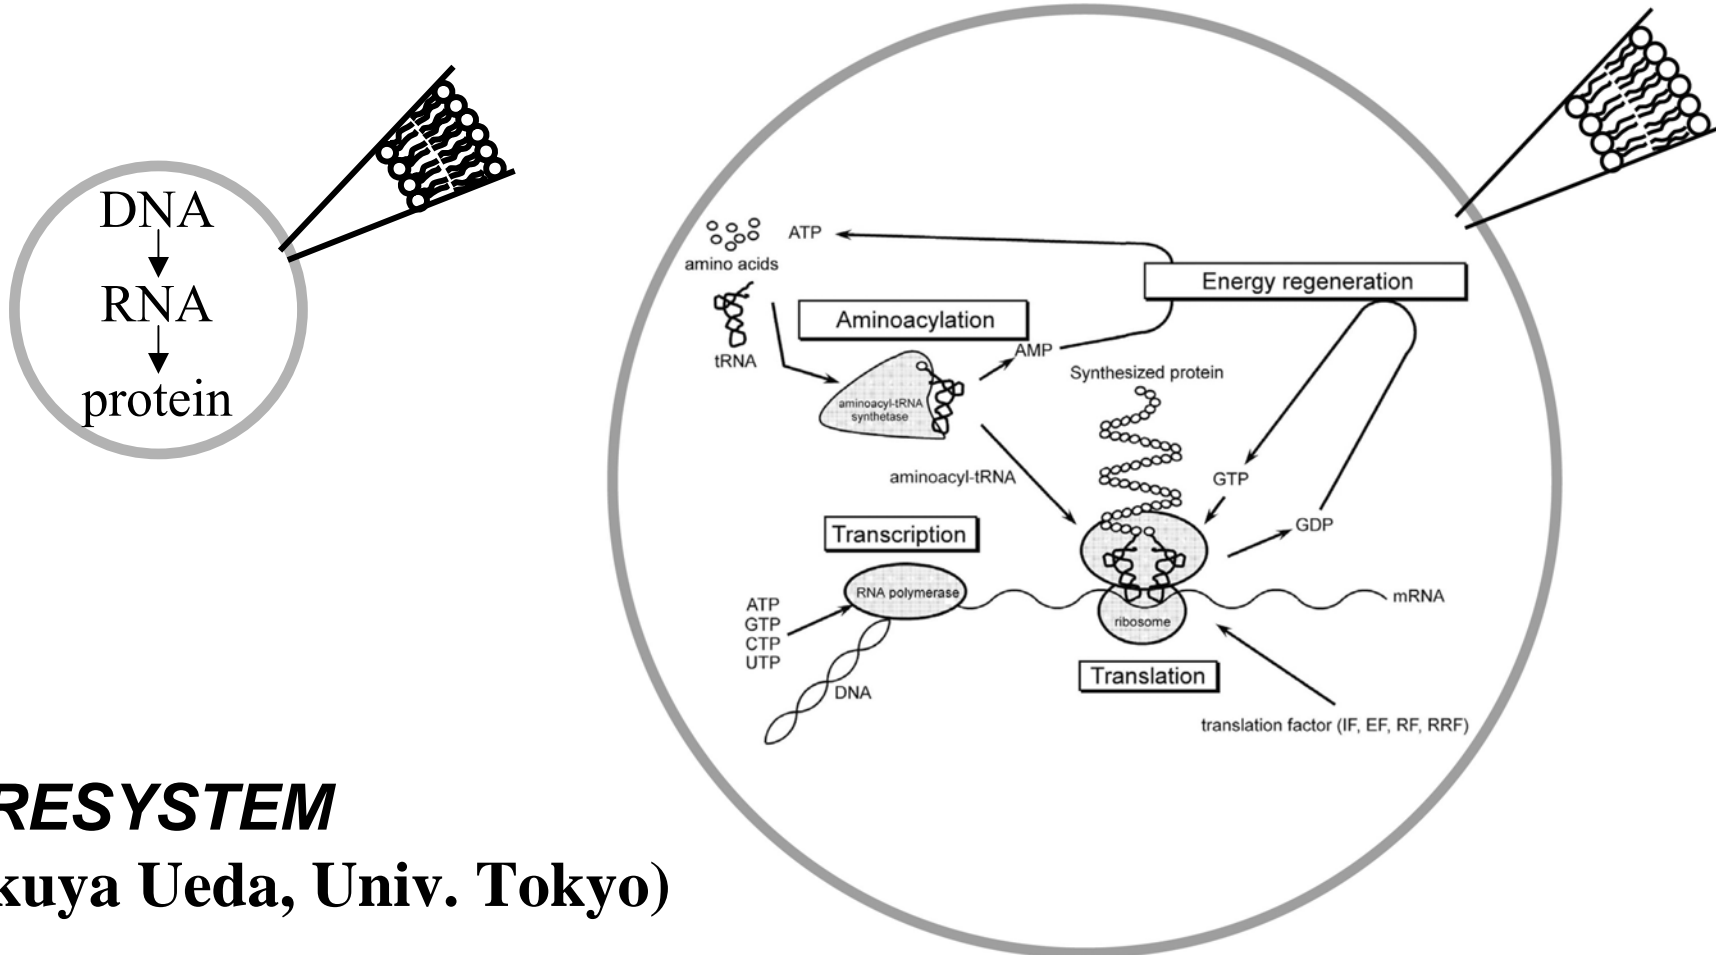 DNA
RNA
protein
RESYSTEM
kuya Ueda, Univ. Tokyo)
ATP
amino acids
Energy regeneration
Aminoacylation
tRNA
AMP
Synthesized protein
aminoacyl-tRNA
synthetase
aminoacyl-tRNA
GTP
GDP
Transcription
RNA polymerase
ATP
GTP
CTP
UTP
DNA
mRNA
ribosome
Translation
translation factor (IF, EF, RF, RRF)